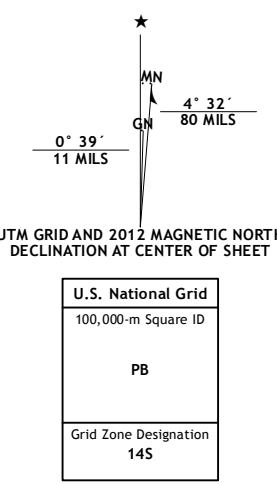 ★
MN
GN
4° 32´
80 MILS
0° 39´
11 MILS
UTM GRID AND 2012 MAGNETIC NORTH
DECLINATION AT CENTER OF SHEET
U.S. National Grid
100,000-m Square ID
PB
Grid Zone Designation
14S